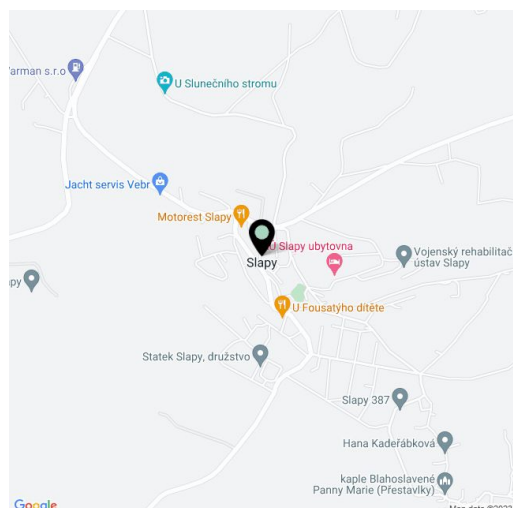 Varman s.r.o
U Slunečního stromu
Jacht servis Vebr
Motorest Slapy
U Slapy ubytovna
Slapy
Vojenský rehabilitač
ústav Slapy
U Fousatýho dítěte
Statek Slapy, družstvo
Slapy 387
Hana Kadeřábková
kaple Blahoslavené
Panny Marie (Přestavlky)
Google